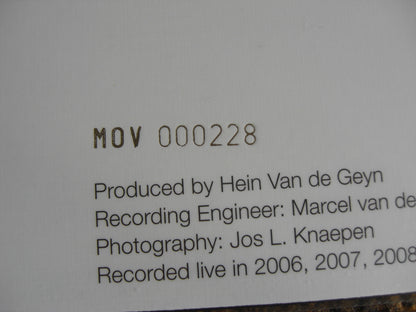 MOV 000228
Produced by Hein Van de Geyn
Recording Engineer: Marcel van de
Photography: Jos L. Knaepen
Recorded live in 2006, 2007, 2008